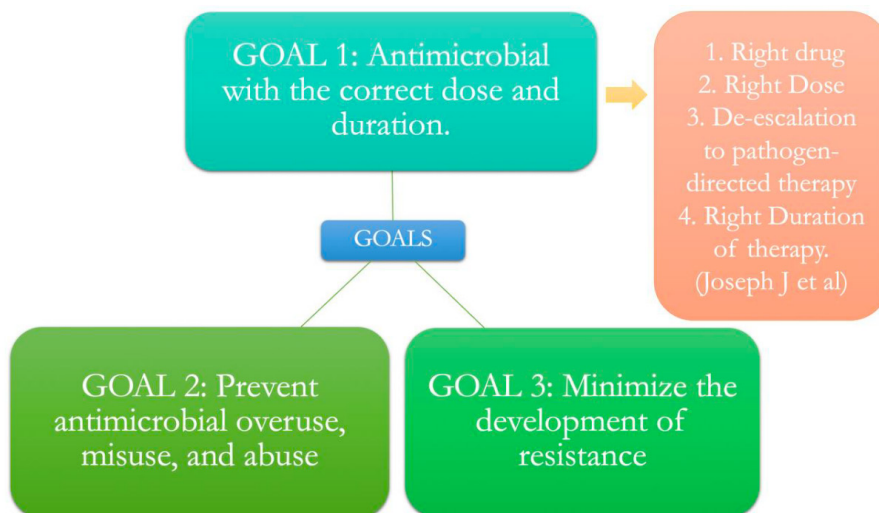 GOAL 1: Antimicrobial
with the correct dose and
duration.
1. Right drug
2. Right Dose
3. De-escalation
to pathogen-
directed therapy
4. Right Duration
of therapy.
(Joseph J et al)
GOALS
GOAL 2: Prevent
antimicrobial overuse,
misuse, and abuse
GOAL 3: Minimize the
development of
resistance